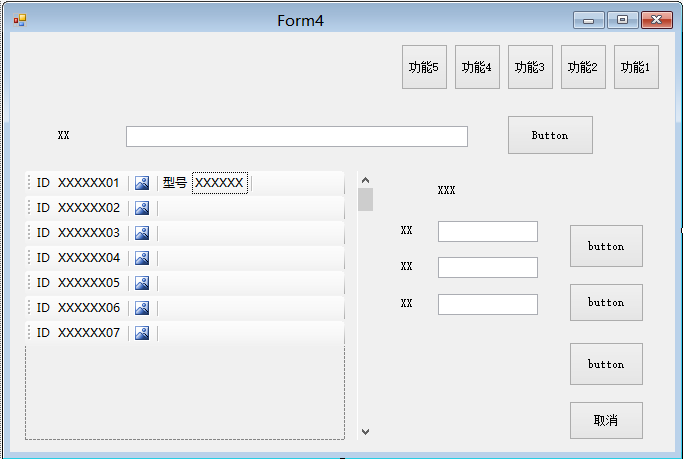 Form4
功能5 功能4 功能3 功能2 功能1
XX Button
ID XXXXXX01 型号 XXXXXX
ID XXXXXX02
ID XXXXXX03
ID XXXXXX04
ID XXXXXX05
ID XXXXXX06
ID XXXXXX07
XXX
XX
button
XX
button
XX
button
取消